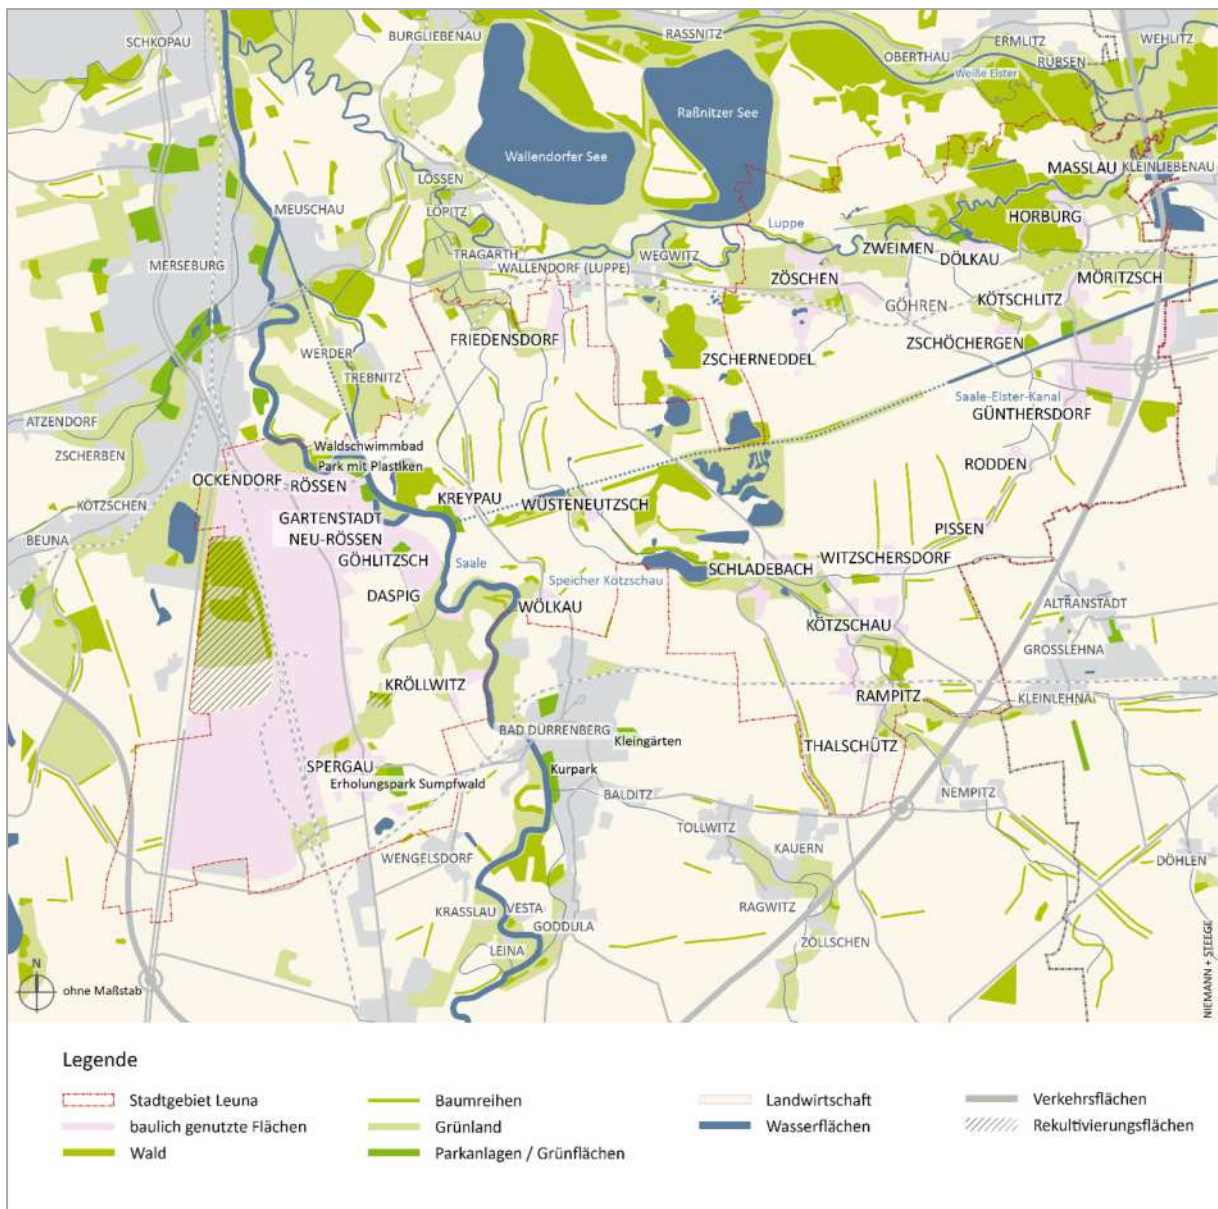 SCHKOPAU
BURGLIEBENAU
RASSNITZ
ERMLITZ
WEHLITZ
OBERTHAU
RÜBSEN
Weiße Elster
Raßnitzer See
Wallendorfer See
MASSLAU
KLEINLIEBENAU
LÖSSEN
LÖPITZ
MEUSCHAU
HORBURG
Luppe
TRAGARTH
WEGWITZ
ZWEIMEN
DÖLKAU
MERSEBURG
WALLENDORF (LUPPE)
ZÖSCHEN
MÖRITZSCH
GÖHREN
KÖTSCHLITZ
FRIEDENSDORF
ZSCHÖCHERGEN
WERDER
ZSCHERNEDDEL
TREBNITZ
Saale-Elster-Kanal
GÜNTHERSDORF
ATZENDORF
Waldschwimmbad
ZSCHERBEN
Park mit Plastiken
RODDEN
OCKENDORF
RÖSSEN
KREYPAU
WÜSTENEUTZSCH
KÖTZSCHEN
GARTENSTADT
NEU-RÖSSEN
PISSEN
BEUNA
GÖHLITZSCH
Saale
WITZSCHERSDORF
SCHLADEBACH
Speicher Kötzschau
DASPIG
WÖLKAU
ALTRANSTÄDT
KÖTZSCHAU
GROSSLEHNA
KRÖLLWITZ
RAMPITZ
KLEINLEHNA
BAD DÜRRENBERG
Kleingärten
THALSCHÜTZ
SPERGAU
Kurpark
Erholungspark Sumpfwald
BALDITZ
NEMPITZ
TOLLWITZ
KAUERN
WENGELSDORF
DÖHLEN
KRASSLAU
VESTA
RAGWITZ
GODDULA
ZÖLLSCHEN
LEINA
N
ohne Maßstab
NIEMANN + STEEGE
Legende
Stadtgebiet Leuna
Baumreihen
Landwirtschaft
Verkehrsflächen
baulich genutzte Flächen
Grünland
Wasserflächen
Rekultivierungsflächen
Wald
Parkanlagen / Grünflächen